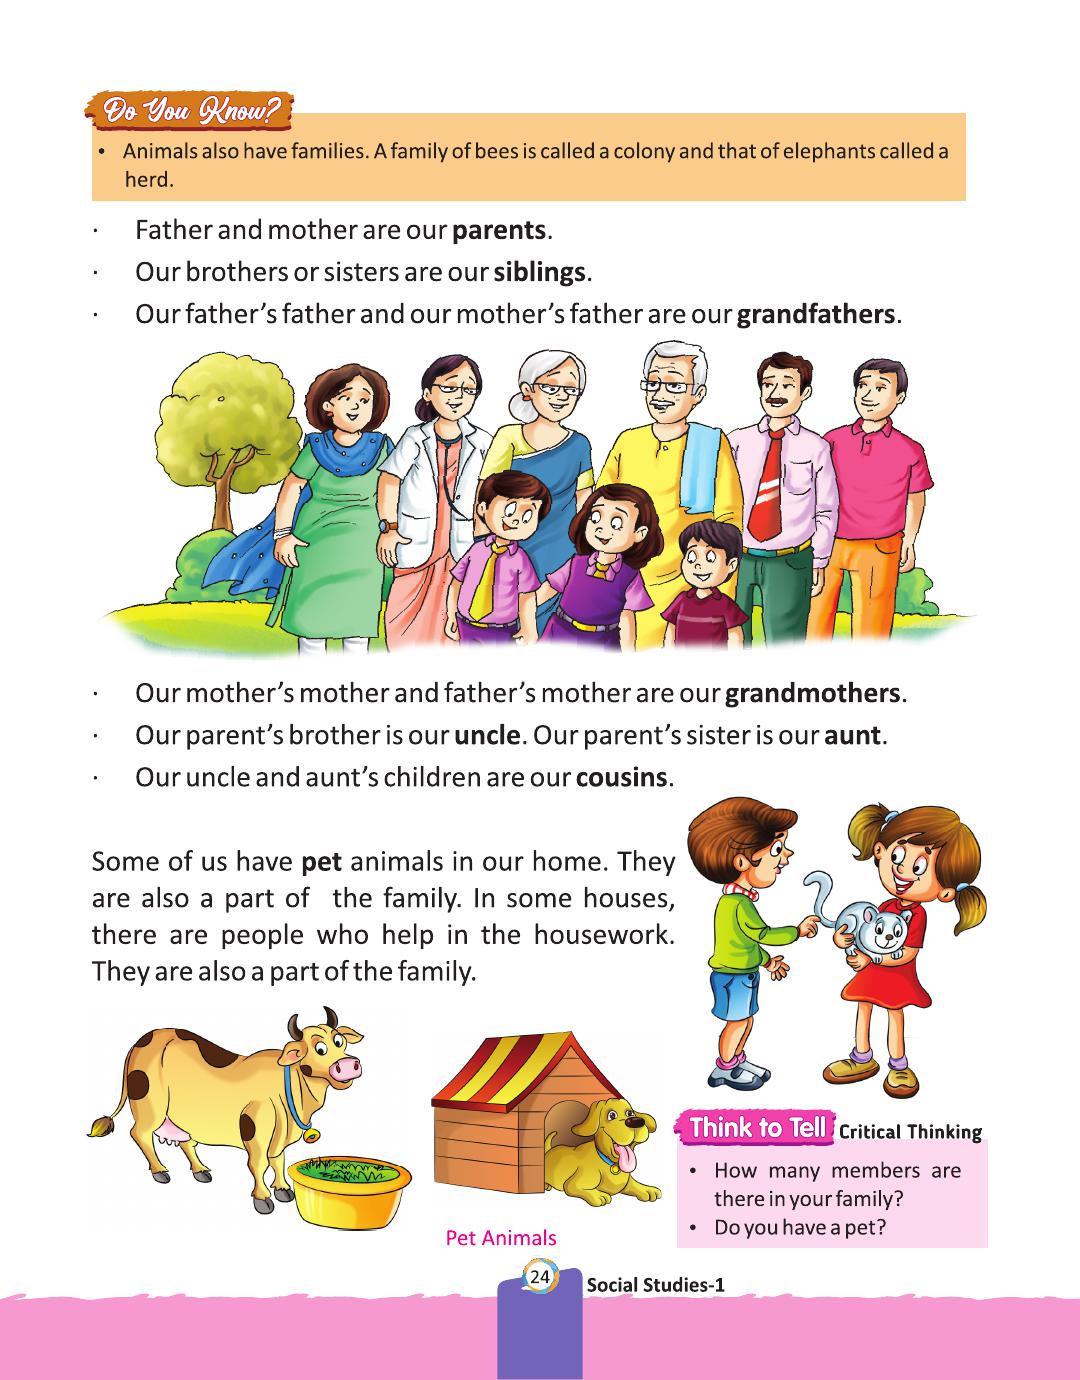 Do You Know?
• Animals also have families. A family of bees is called a colony and that of elephants called a
herd.
· Father and mother are our parents.
· Our brothers or sisters are our siblings.
· Our father’s father and our mother’s father are our grandfathers.
· Our mother’s mother and father’s mother are our grandmothers.
· Our parent’s brother is our uncle. Our parent’s sister is our aunt.
· Our uncle and aunt’s children are our cousins.
Some of us have pet animals in our home. They
are also a part of the family. In some houses,
there are people who help in the housework.
They are also a part of the family.
Pet Animals
Think to Tell Critical Thinking
• How many members are
there in your family?
• Do you have a pet?
24 Social Studies-1